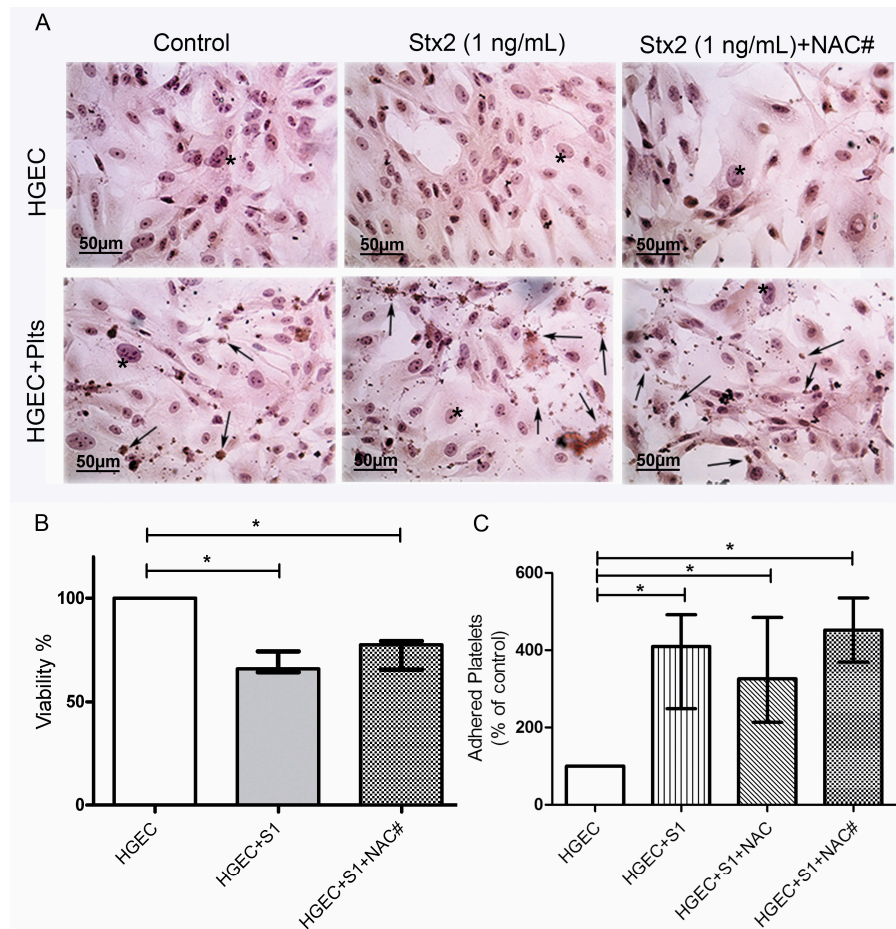 A
Control
Stx2 (1 ng/mL)
Stx2 (1 ng/mL)+NAC#
HGEC
*
*
*
50µm
50µm
50µm
HGEC+Plts
*
*
*
50µm
50µm
50µm
B
*
*
Viability %
100
50
0
HGEC
HGEC+S1
HGEC+S1+NAC#
C
*
*
*
Adhered Platelets
(% of control)
600
400
200
0
HGEC
HGEC+S1
HGEC+S1+NAC
HGEC+S1+NAC#